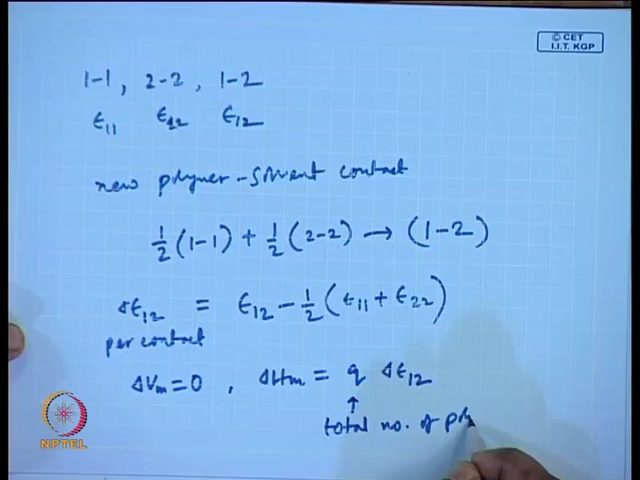 © CET
I.I.T. KGP
1-1, 2-2, 1-2
ϵ₁₁ ϵ₂₂ ϵ₁₂
new polymer-solvent contact
½(1-1) + ½(2-2) → (1-2)
Δϵ₁₂ = ϵ₁₂ - ½(ϵ₁₁ + ϵ₂₂)
per contact
ΔVm = 0, ΔHm = q Δϵ₁₂
↑
total no. of poly
NPTEL